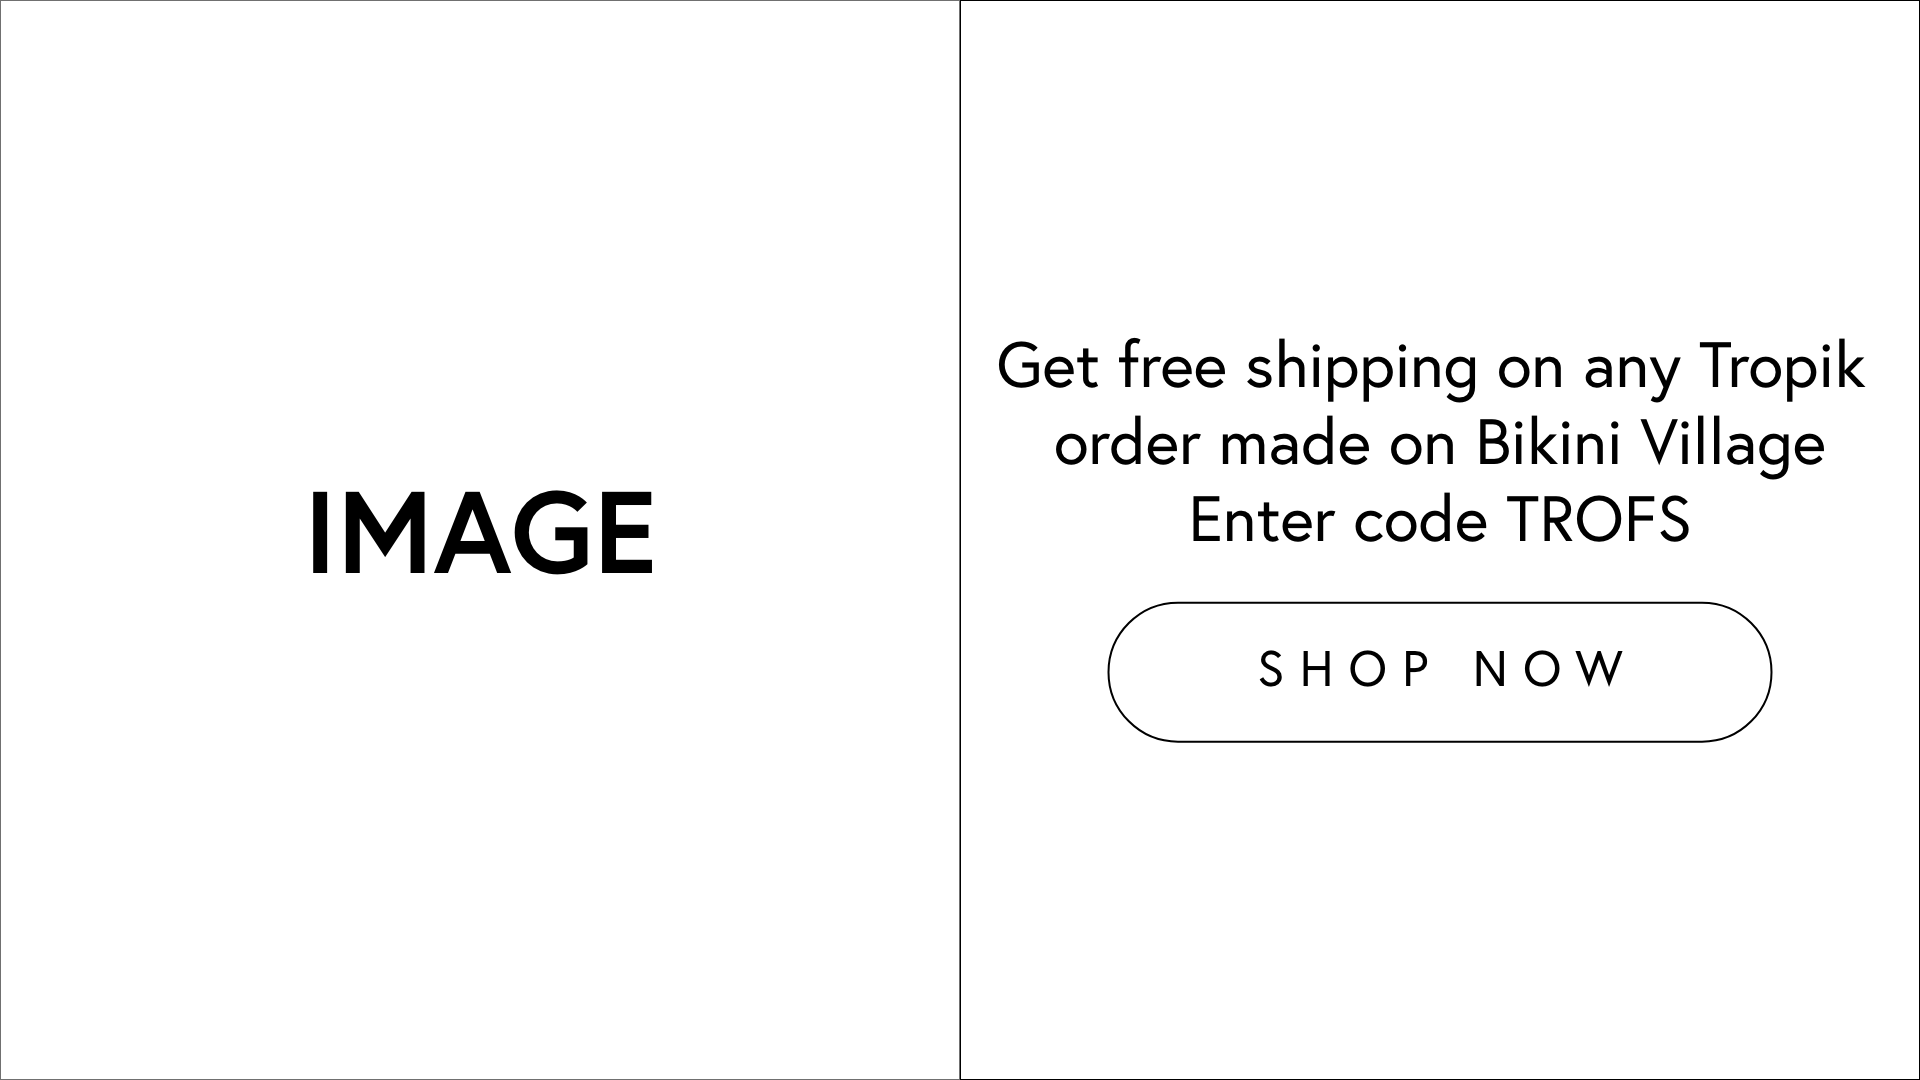 IMAGE
Get free shipping on any Tropik
order made on Bikini Village
Enter code TROFS
SHOP NOW